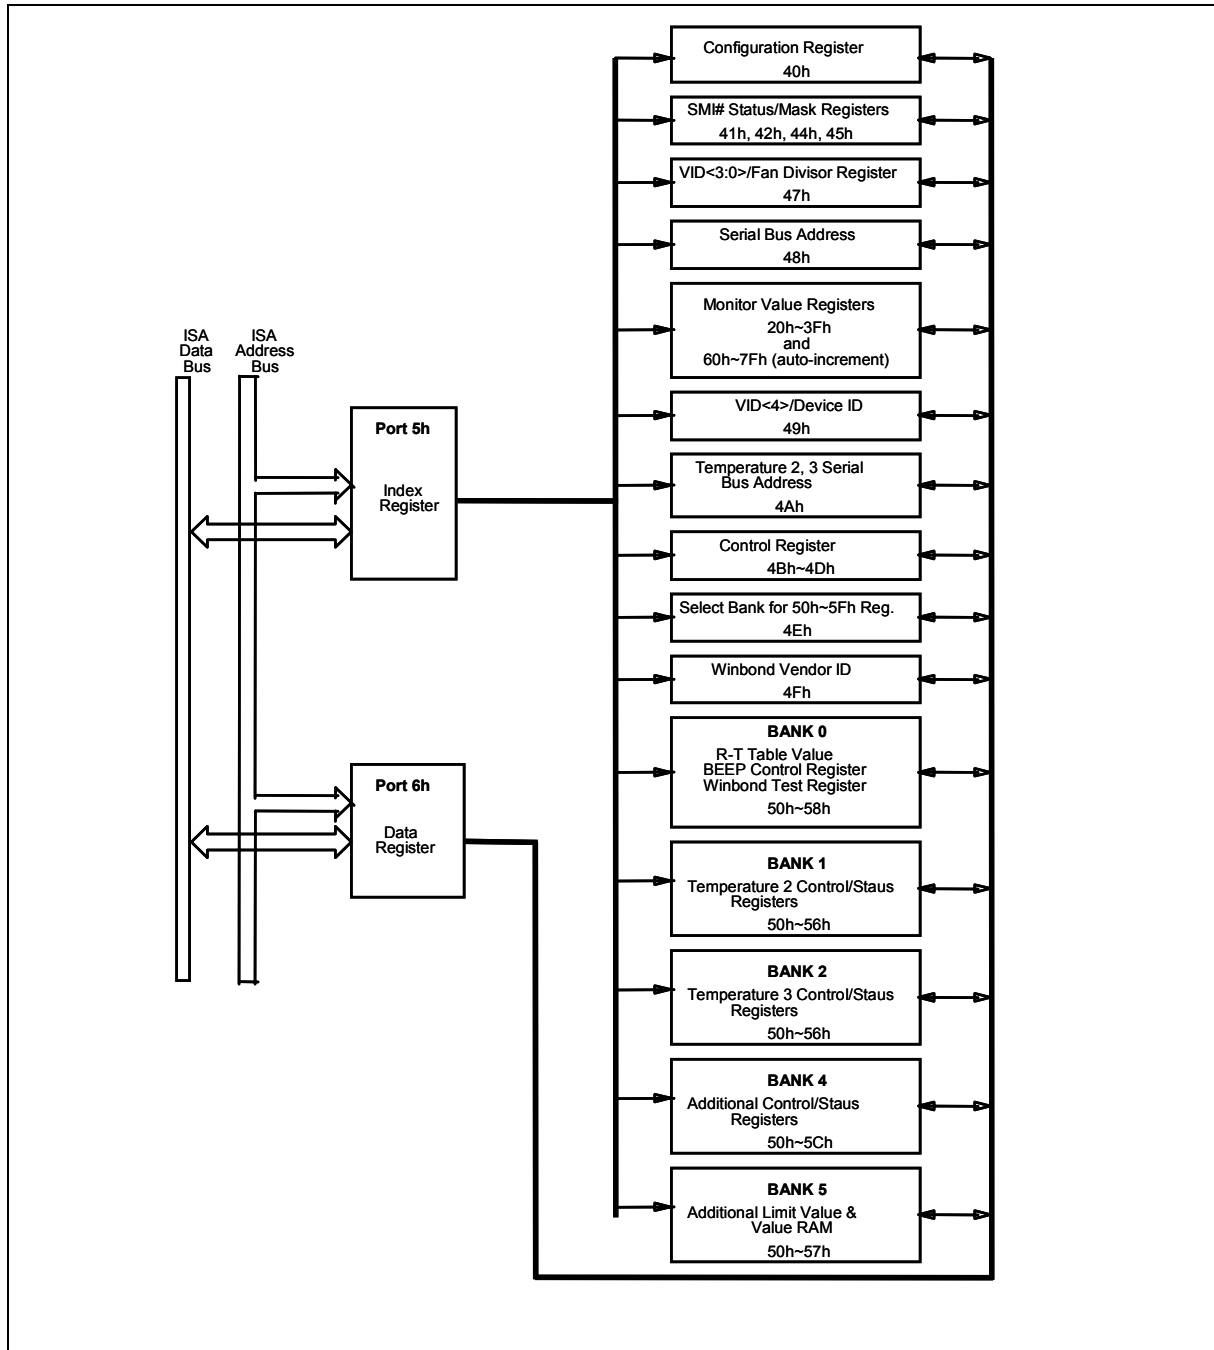 Configuration Register
40h
SMI# Status/Mask Registers
41h, 42h, 44h, 45h
VID<3:0>/Fan Divisor Register
47h
Serial Bus Address
48h
Monitor Value Registers
20h~3Fh
and
60h~7Fh (auto-increment)
ISA
Data
Bus
ISA
Address
Bus
VID<4>/Device ID
49h
Port 5h
Index
Register
Temperature 2, 3 Serial
Bus Address
4Ah
Control Register
4Bh~4Dh
Select Bank for 50h~5Fh Reg.
4Eh
Winbond Vendor ID
4Fh
BANK 0
R-T Table Value
BEEP Control Register
Winbond Test Register
50h~58h
Port 6h
Data
Register
BANK 1
Temperature 2 Control/Staus
Registers
50h~56h
BANK 2
Temperature 3 Control/Staus
Registers
50h~56h
BANK 4
Additional Control/Staus
Registers
50h~5Ch
BANK 5
Additional Limit Value &
Value RAM
50h~57h